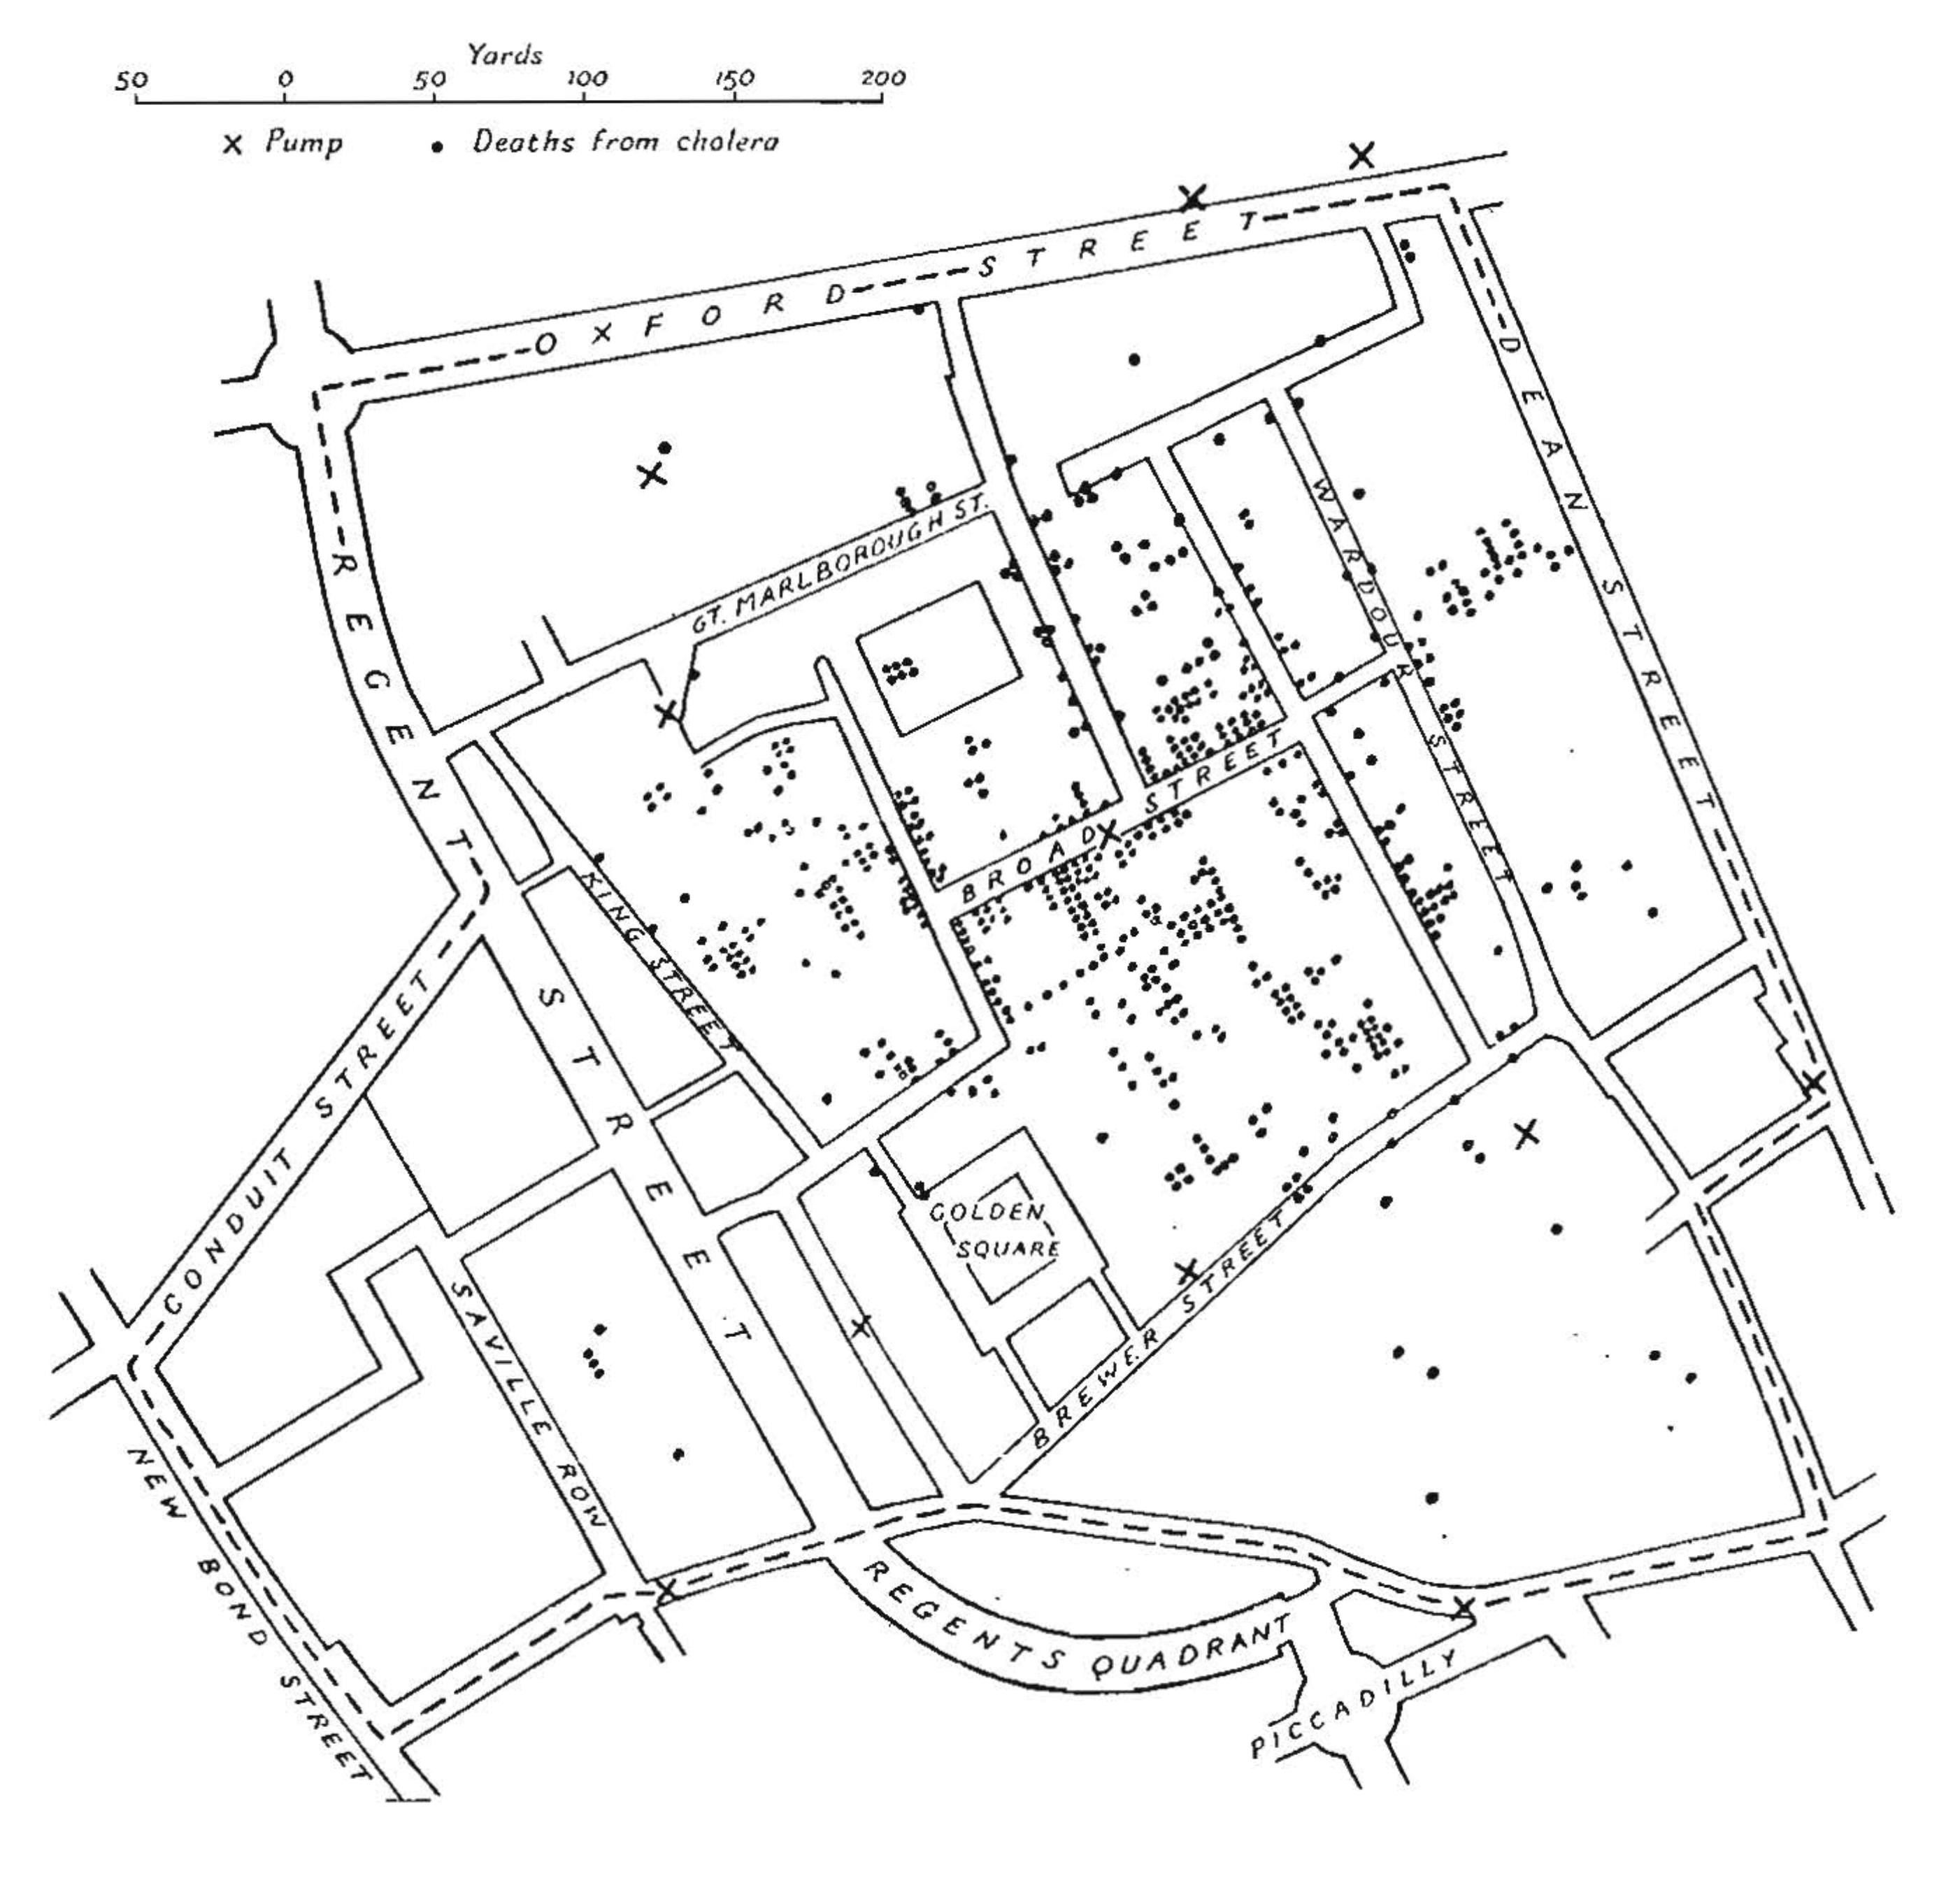 Yards
50 0 50 100 150 200
x Pump • Deaths from cholera
OXFORD STREET
REGENT STREET
GT. MARLBOROUGH ST.
WARDOUR STREET
DEAN STREET
BROAD STREET
KING STREET
CONDUIT STREET
GOLDEN
SQUARE
SAVILLE ROW
BREWER STREET
NEW BOND STREET
REGENTS QUADRANT
PICCADILLY